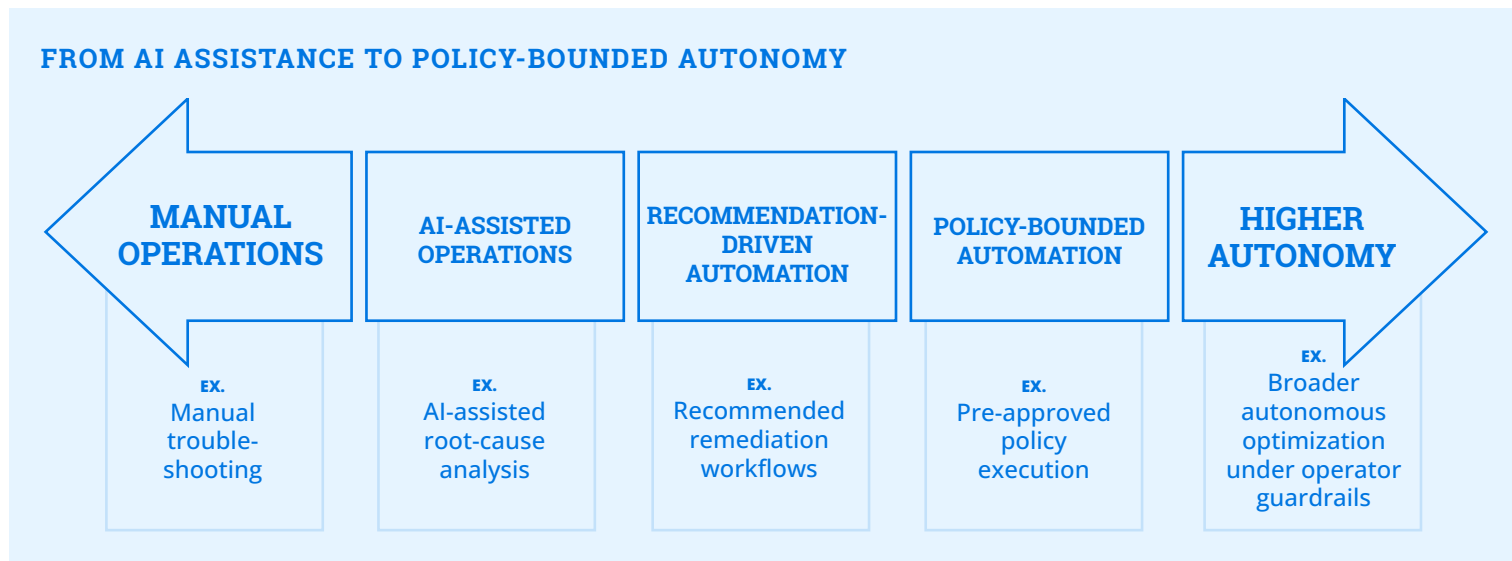 FROM AI ASSISTANCE TO POLICY-BOUNDED AUTONOMY
MANUAL
OPERATIONS
AI-ASSISTED
OPERATIONS
RECOMMENDATION-
DRIVEN
AUTOMATION
POLICY-BOUNDED
AUTOMATION
HIGHER
AUTONOMY
EX.
Manual
trouble-
shooting
EX.
AI-assisted
root-cause
analysis
EX.
Recommended
remediation
workflows
EX.
Pre-approved
policy
execution
EX.
Broader
autonomous
optimization
under operator
guardrails